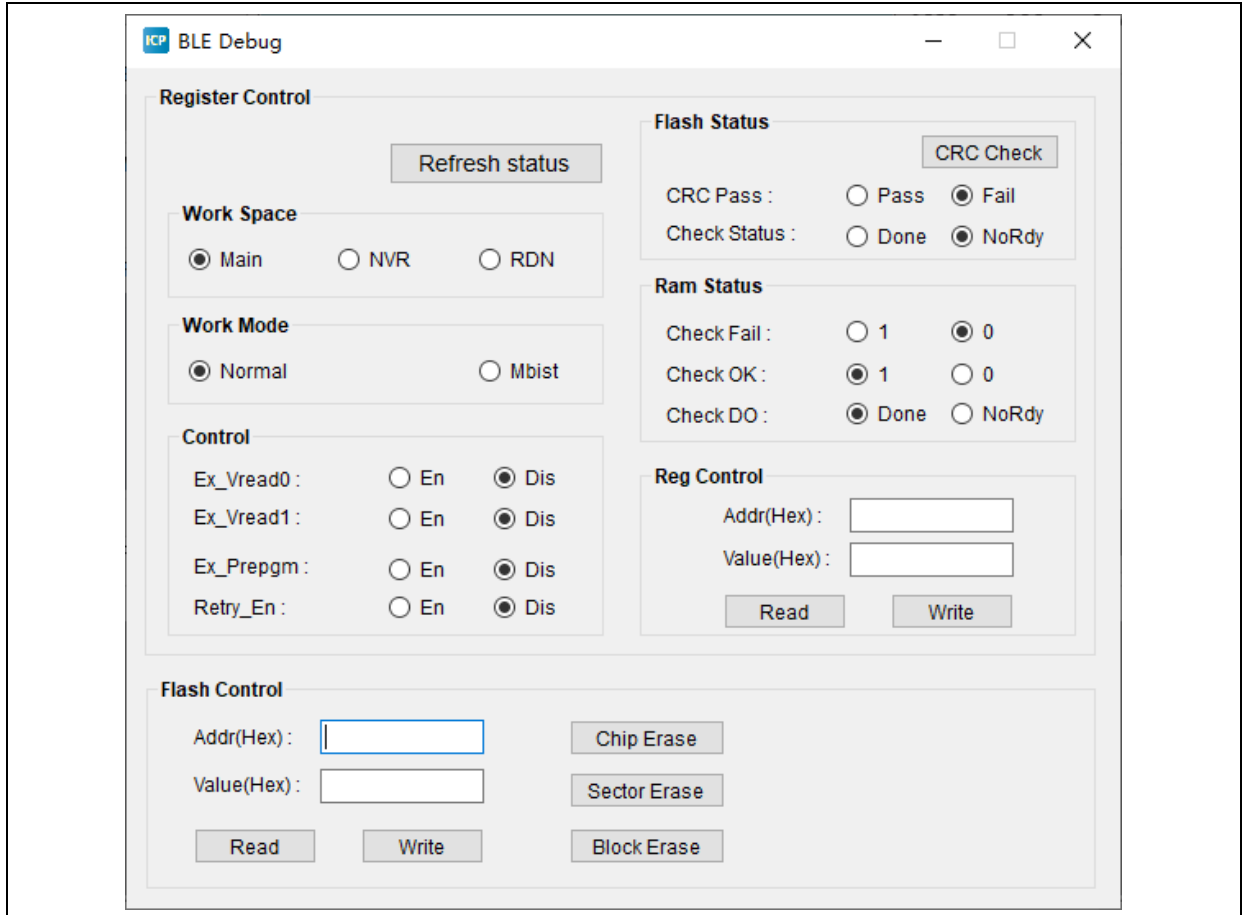 ICP BLE Debug
Register Control
Refresh status
Work Space
Main NVR RDN
Work Mode
Normal Mbist
Control
Ex_Vread0 : En Dis
Ex_Vread1 : En Dis
Ex_Prepgm : En Dis
Retry_En : En Dis
Flash Status
CRC Check
CRC Pass : Pass Fail
Check Status : Done NoRdy
Ram Status
Check Fail : 1 0
Check OK : 1 0
Check DO : Done NoRdy
Reg Control
Addr(Hex) :
Value(Hex) :
Read Write
Flash Control
Addr(Hex) :
Value(Hex) :
Read Write
Chip Erase
Sector Erase
Block Erase